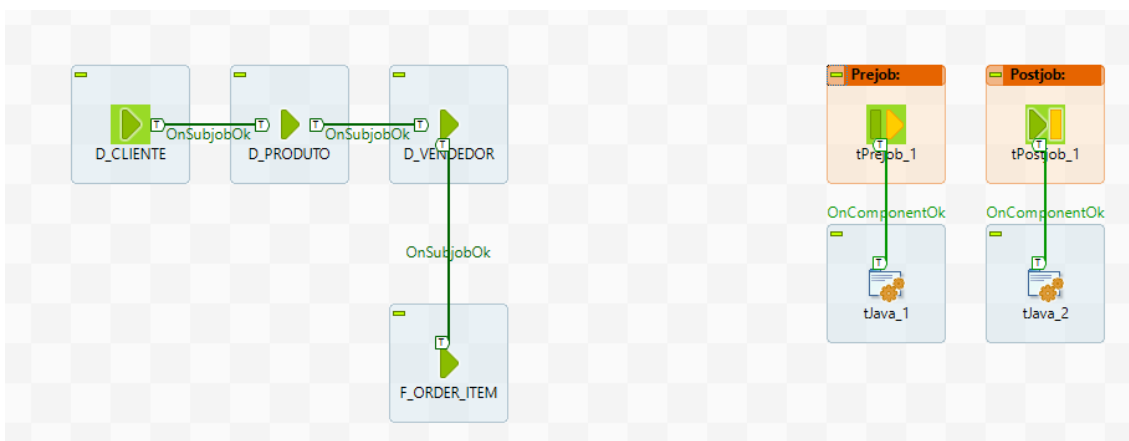 Prejob:
Postjob:
T
T
T
T
T
OnSubjobOk
OnSubjobOk
T
T
T
D_CLIENTE
D_PRODUTO
D_VENDEDOR
tPrejob_1
tPostjob_1
OnComponentOk
OnComponentOk
OnSubjobOk
T
T
tJava_1
tJava_2
T
F_ORDER_ITEM